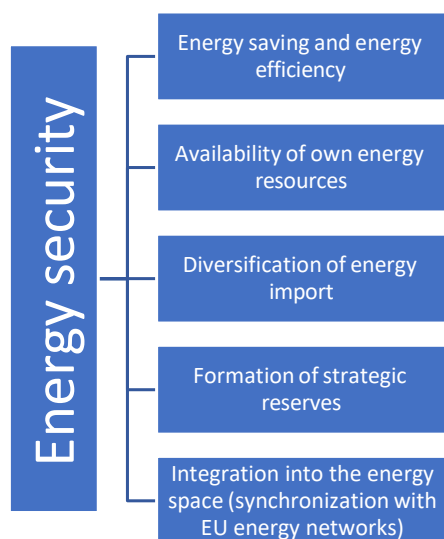 Energy security
Energy saving and energy
efficiency
Availability of own energy
resources
Diversification of energy
import
Formation of strategic
reserves
Integration into the energy
space (synchronization with
EU energy networks)